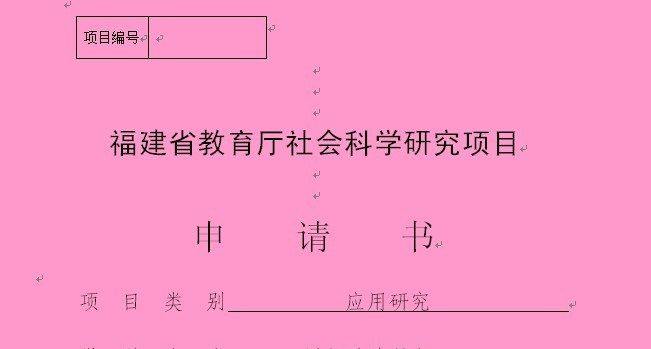 项目编号
福建省教育厅社会科学研究项目
申 请 书
项 目 类 别 应用研究